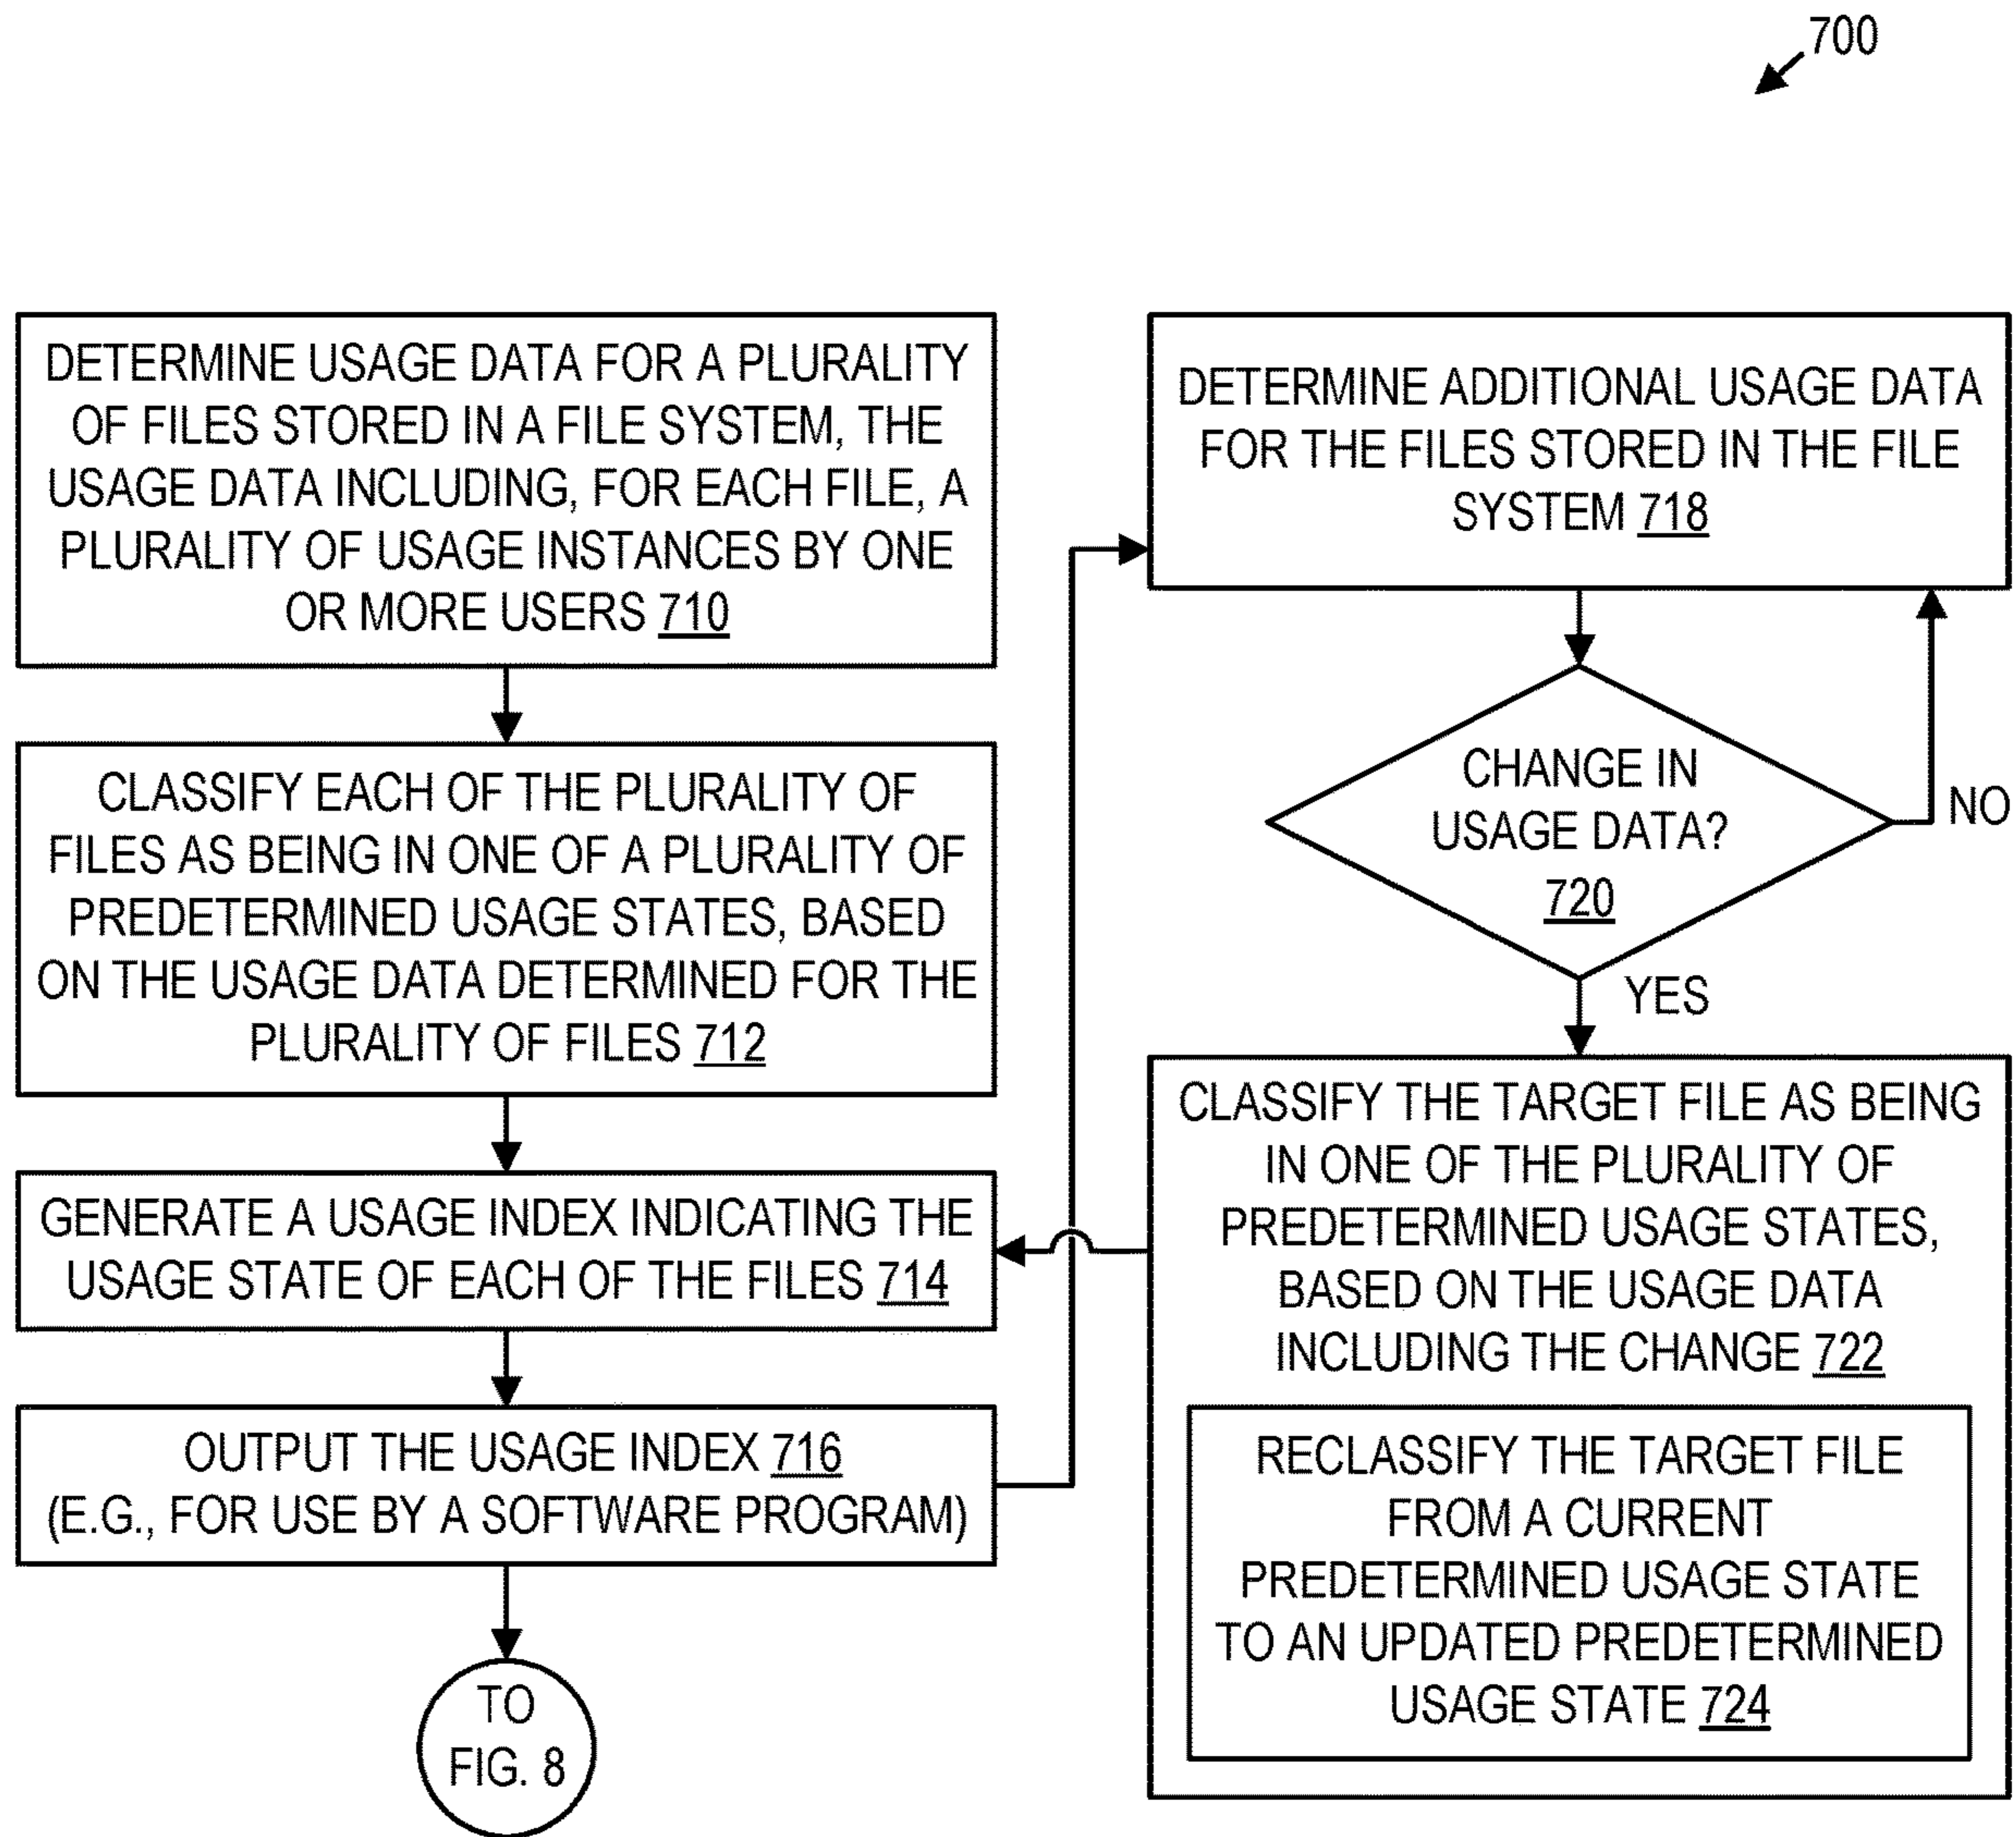 700
DETERMINE USAGE DATA FOR A PLURALITY
OF FILES STORED IN A FILE SYSTEM, THE
USAGE DATA INCLUDING, FOR EACH FILE, A
PLURALITY OF USAGE INSTANCES BY ONE
OR MORE USERS 710
CLASSIFY EACH OF THE PLURALITY OF
FILES AS BEING IN ONE OF A PLURALITY OF
PREDETERMINED USAGE STATES, BASED
ON THE USAGE DATA DETERMINED FOR THE
PLURALITY OF FILES 712
GENERATE A USAGE INDEX INDICATING THE
USAGE STATE OF EACH OF THE FILES 714
OUTPUT THE USAGE INDEX 716
(E.G., FOR USE BY A SOFTWARE PROGRAM)
TO
FIG. 8
DETERMINE ADDITIONAL USAGE DATA
FOR THE FILES STORED IN THE FILE
SYSTEM 718
CHANGE IN
USAGE DATA?
720
NO
YES
CLASSIFY THE TARGET FILE AS BEING
IN ONE OF THE PLURALITY OF
PREDETERMINED USAGE STATES,
BASED ON THE USAGE DATA
INCLUDING THE CHANGE 722
RECLASSIFY THE TARGET FILE
FROM A CURRENT
PREDETERMINED USAGE STATE
TO AN UPDATED PREDETERMINED
USAGE STATE 724